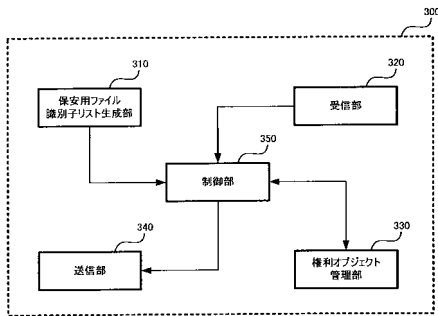 300
310
保安用ファイル
識別子リスト生成部
320
受信部
350
制御部
340
送信部
330
権利オブジェクト
管理部